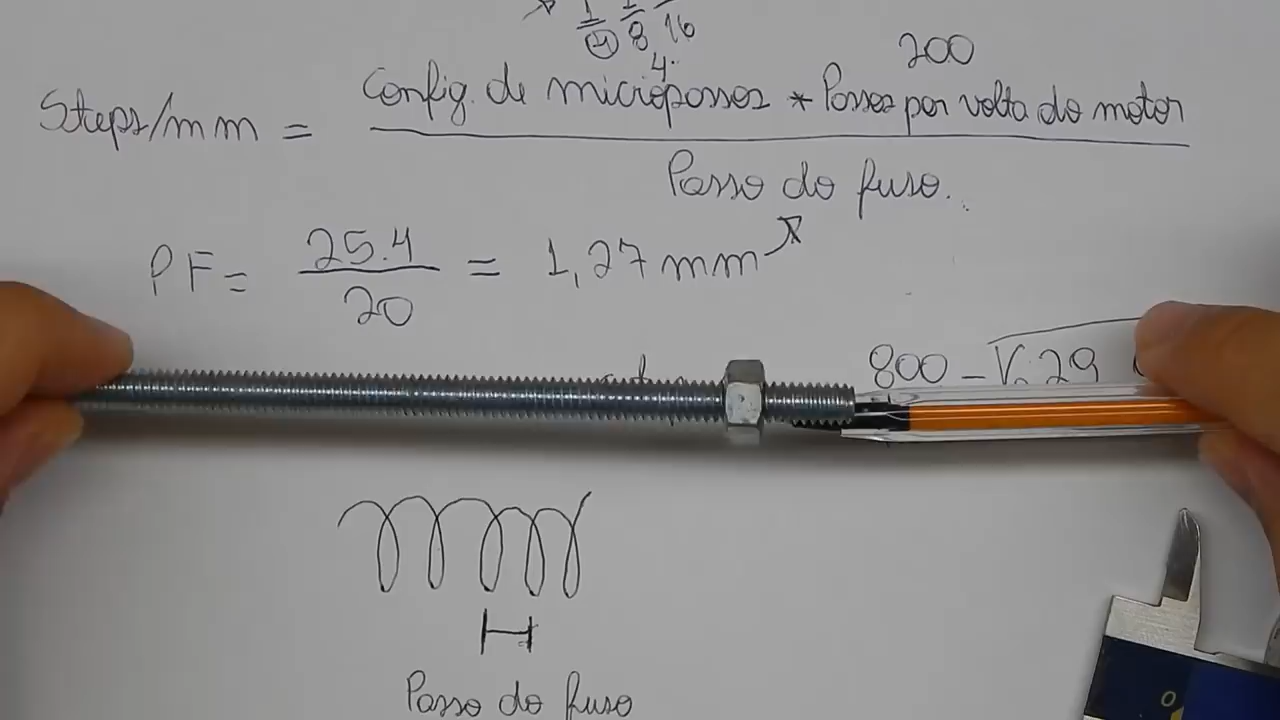 1/4 1/8 1/16
4. 200
Steps/mm = Config. de micropassos * Passos por volta do motor
Passo do fuso.
PF = 25.4 / 20 = 1,27 mm
800
Passo do fuso
0